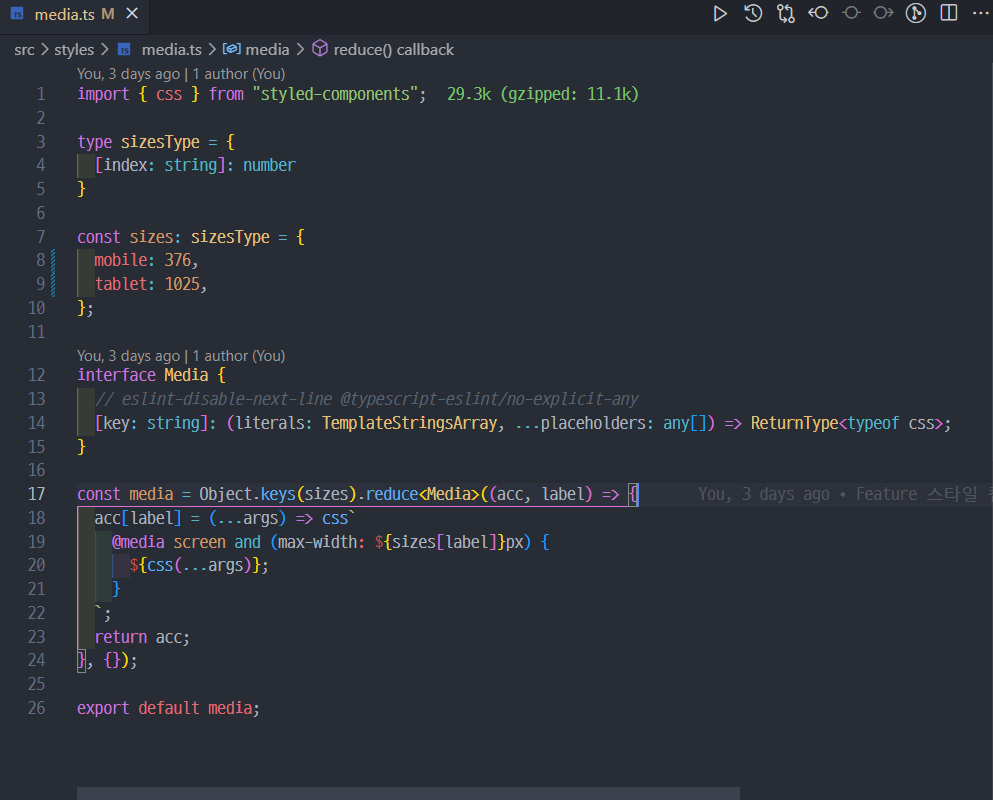 media.ts M
src > styles > TS media.ts > media > reduce() callback
You, 3 days ago | 1 author (You)
1 import { css } from "styled-components"; 29.3k (gzipped: 11.1k)
2
3 type sizesType = {
4 [index: string]: number
5 }
6
7 const sizes: sizesType = {
8 mobile: 376,
9 tablet: 1025,
10 };
11
You, 3 days ago | 1 author (You)
12 interface Media {
13 // eslint-disable-next-line @typescript-eslint/no-explicit-any
14 [key: string]: (literals: TemplateStringsArray, ...placeholders: any[]) => ReturnType<typeof css>;
15 }
16
17 const media = Object.keys(sizes).reduce<Media>((acc, label) => { You, 3 days ago • Feature 스타일
18 acc[label] = (...args) => css`
19 @media screen and (max-width: ${sizes[label]}px) {
20 ${css(...args)};
21 }
22 `;
23 return acc;
24 }, {});
25
26 export default media;